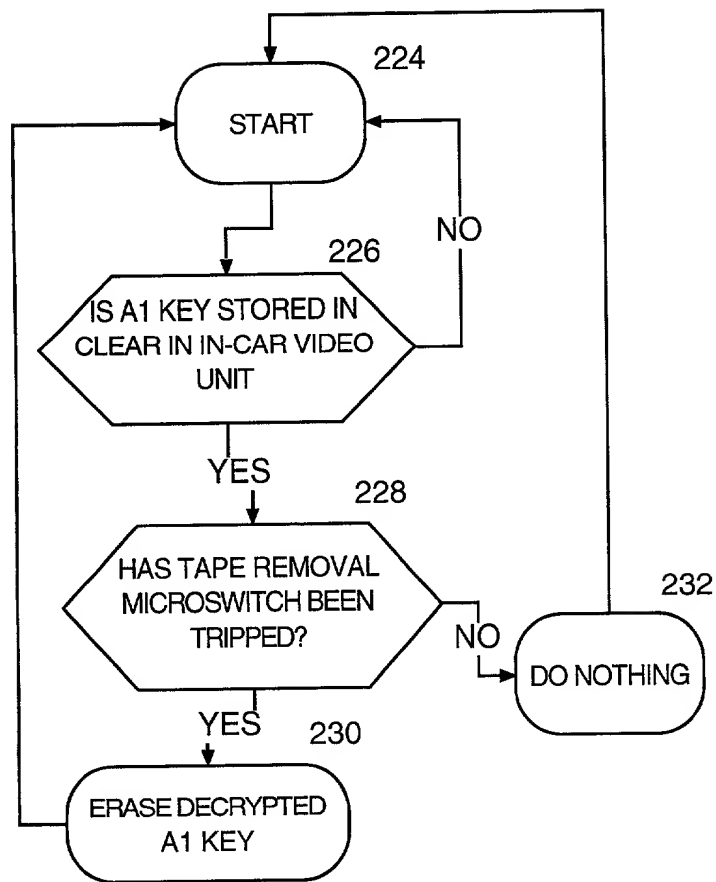 224
START
NO
226
IS A1 KEY STORED IN
CLEAR IN IN-CAR VIDEO
UNIT
YES
228
HAS TAPE REMOVAL
MICROSWITCH BEEN
TRIPPED?
NO
232
DO NOTHING
YES
230
ERASE DECRYPTED
A1 KEY